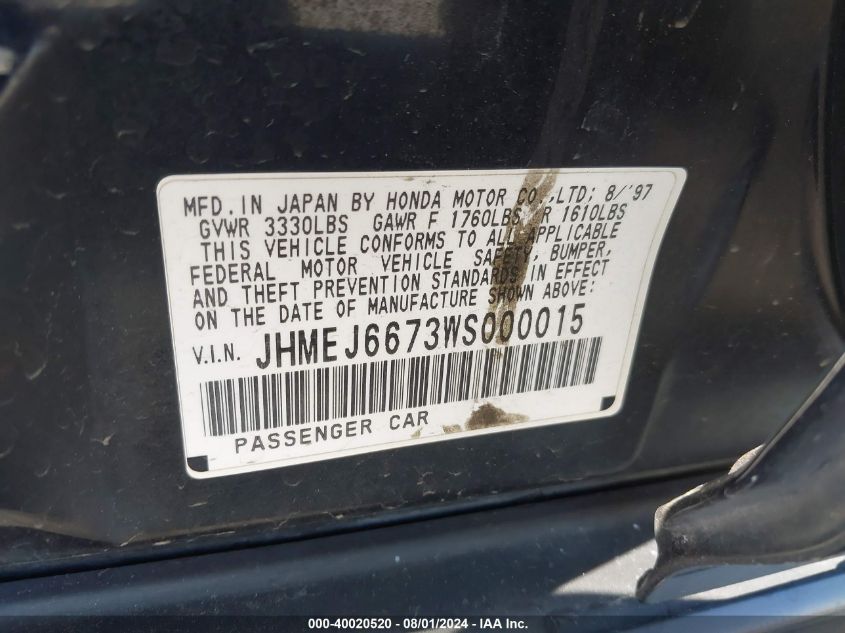 MFD. IN JAPAN BY HONDA MOTOR CO.,LTD; 8/'97
GVWR 3330LBS GAWR F 1760LBS R 1610LBS
THIS VEHICLE CONFORMS TO ALL APPLICABLE
FEDERAL MOTOR VEHICLE SAFETY, BUMPER,
AND THEFT PREVENTION STANDARDS IN EFFECT
ON THE DATE OF MANUFACTURE SHOWN ABOVE:
V.I.N. JHMEJ6673WS000015
PASSENGER CAR
000-40020520 - 08/01/2024 - IAA Inc.